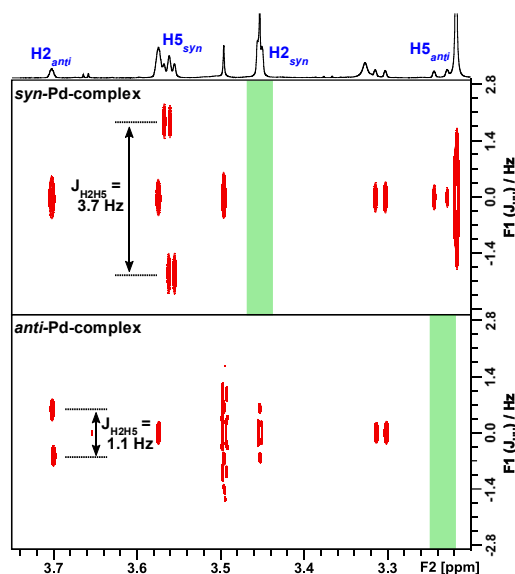 H2anti
H5syn
H2syn
H5anti
syn-Pd-complex
JH2H5 =
3.7 Hz
2.8
1.4
0.0
-1.4
F1 (J...) / Hz
anti-Pd-complex
JH2H5 =
1.1 Hz
2.8
1.4
0.0
-1.4
-2.8
F1 (J...) / Hz
3.7
3.6
3.5
3.4
3.3
F2 [ppm]